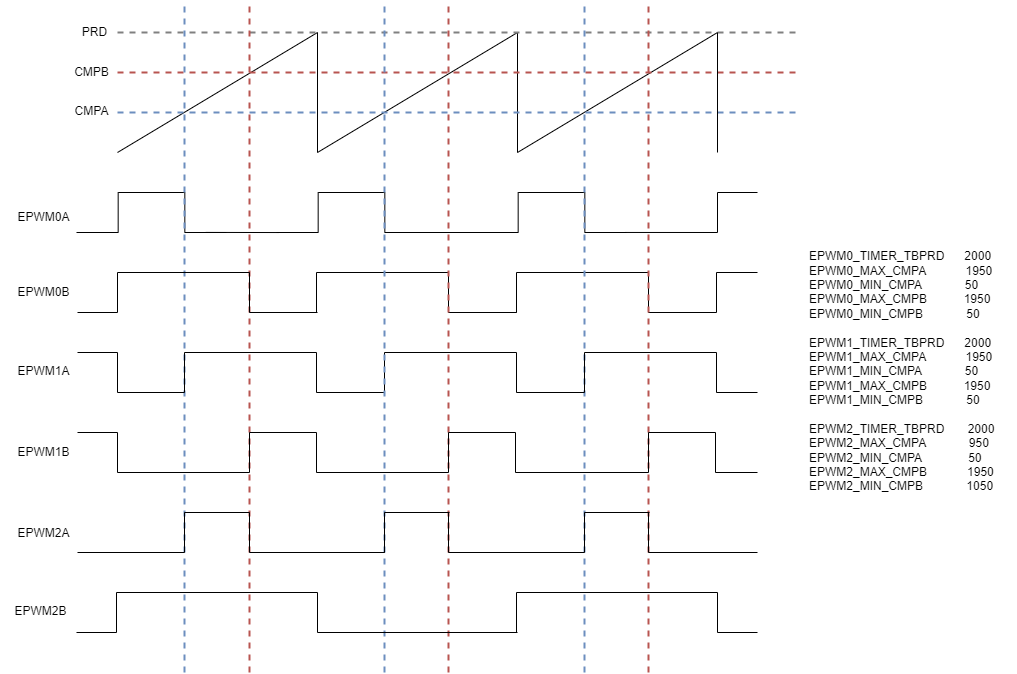 PRD
CMPB
CMPA
EPWM0A
EPWM0B
EPWM1A
EPWM1B
EPWM2A
EPWM2B
EPWM0_TIMER_TBPRD 2000
EPWM0_MAX_CMPA 1950
EPWM0_MIN_CMPA 50
EPWM0_MAX_CMPB 1950
EPWM0_MIN_CMPB 50
EPWM1_TIMER_TBPRD 2000
EPWM1_MAX_CMPA 1950
EPWM1_MIN_CMPA 50
EPWM1_MAX_CMPB 1950
EPWM1_MIN_CMPB 50
EPWM2_TIMER_TBPRD 2000
EPWM2_MAX_CMPA 950
EPWM2_MIN_CMPA 50
EPWM2_MAX_CMPB 1950
EPWM2_MIN_CMPB 1050